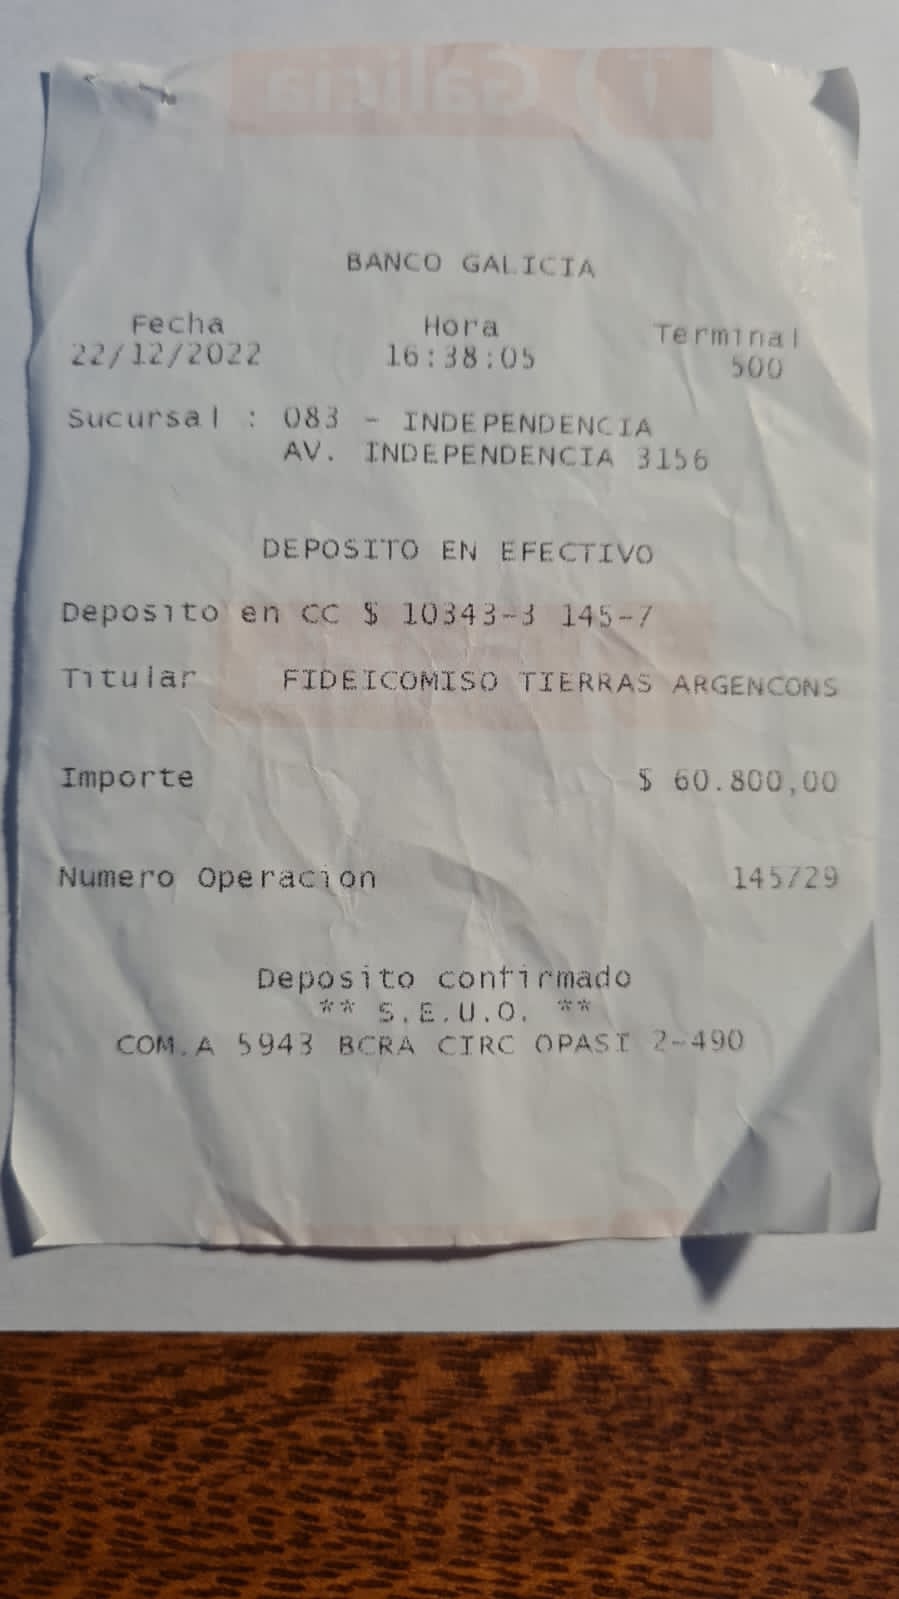 Galicia
BANCO GALICIA
Fecha Hora Terminal
22/12/2022 16:38:05 500
Sucursal : 083 - INDEPENDENCIA
AV. INDEPENDENCIA 3156
DEPOSITO EN EFECTIVO
Deposito en CC $ 10343-3 145-7
Titular FIDEICOMISO TIERRAS ARGENCONS
Importe $ 60.800,00
Numero Operacion 145729
Deposito confirmado
** S.E.U.O. **
COM.A 5943 BCRA CIRC OPASI 2-490